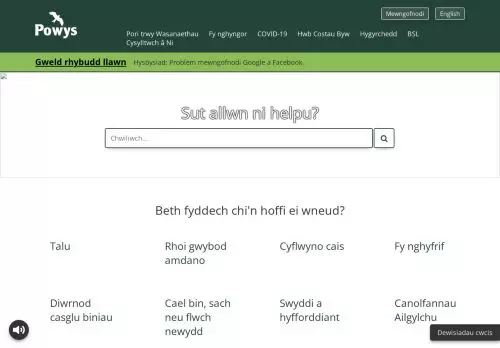 Mewngofnodi English
Powys
Pori trwy Wasanaethau Fy nghyngor COVID-19 Hwb Costau Byw Hygyrchedd BSL
Cysylltwch â Ni
Gweld rhybudd llawn Hysbysiad: Problem mewngofnodi Google a Facebook.
Sut allwn ni helpu?
Chwiliwch...
Beth fyddech chi'n hoffi ei wneud?
Talu Rhoi gwybod Cyflwyno cais Fy nghyfrif
amdano
Diwrnod Cael bin, sach Swyddi a Canolfannau
casglu biniau neu flwch hyfforddiant Ailgylchu
newydd
Dewisiadau cwcis